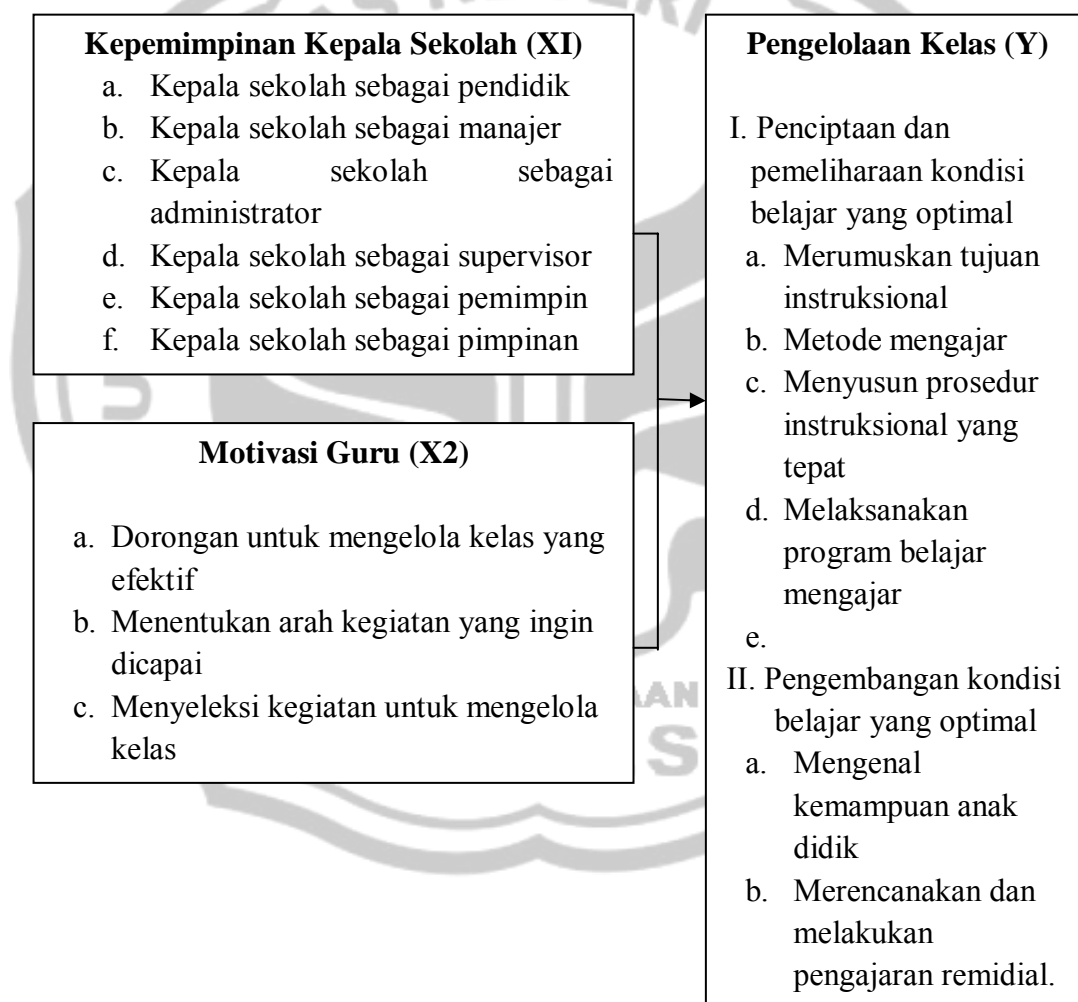 Kepemimpinan Kepala Sekolah (XI)
a. Kepala sekolah sebagai pendidik
b. Kepala sekolah sebagai manajer
c. Kepala sekolah sebagai
administrator
d. Kepala sekolah sebagai supervisor
e. Kepala sekolah sebagai pemimpin
f. Kepala sekolah sebagai pimpinan
Motivasi Guru (X2)
a. Dorongan untuk mengelola kelas yang
efektif
b. Menentukan arah kegiatan yang ingin
dicapai
c. Menyeleksi kegiatan untuk mengelola
kelas
Pengelolaan Kelas (Y)
I. Penciptaan dan
pemeliharaan kondisi
belajar yang optimal
a. Merumuskan tujuan
instruksional
b. Metode mengajar
c. Menyusun prosedur
instruksional yang
tepat
d. Melaksanakan
program belajar
mengajar
e.
II. Pengembangan kondisi
belajar yang optimal
a. Mengenal
kemampuan anak
didik
b. Merencanakan dan
melakukan
pengajaran remidial.